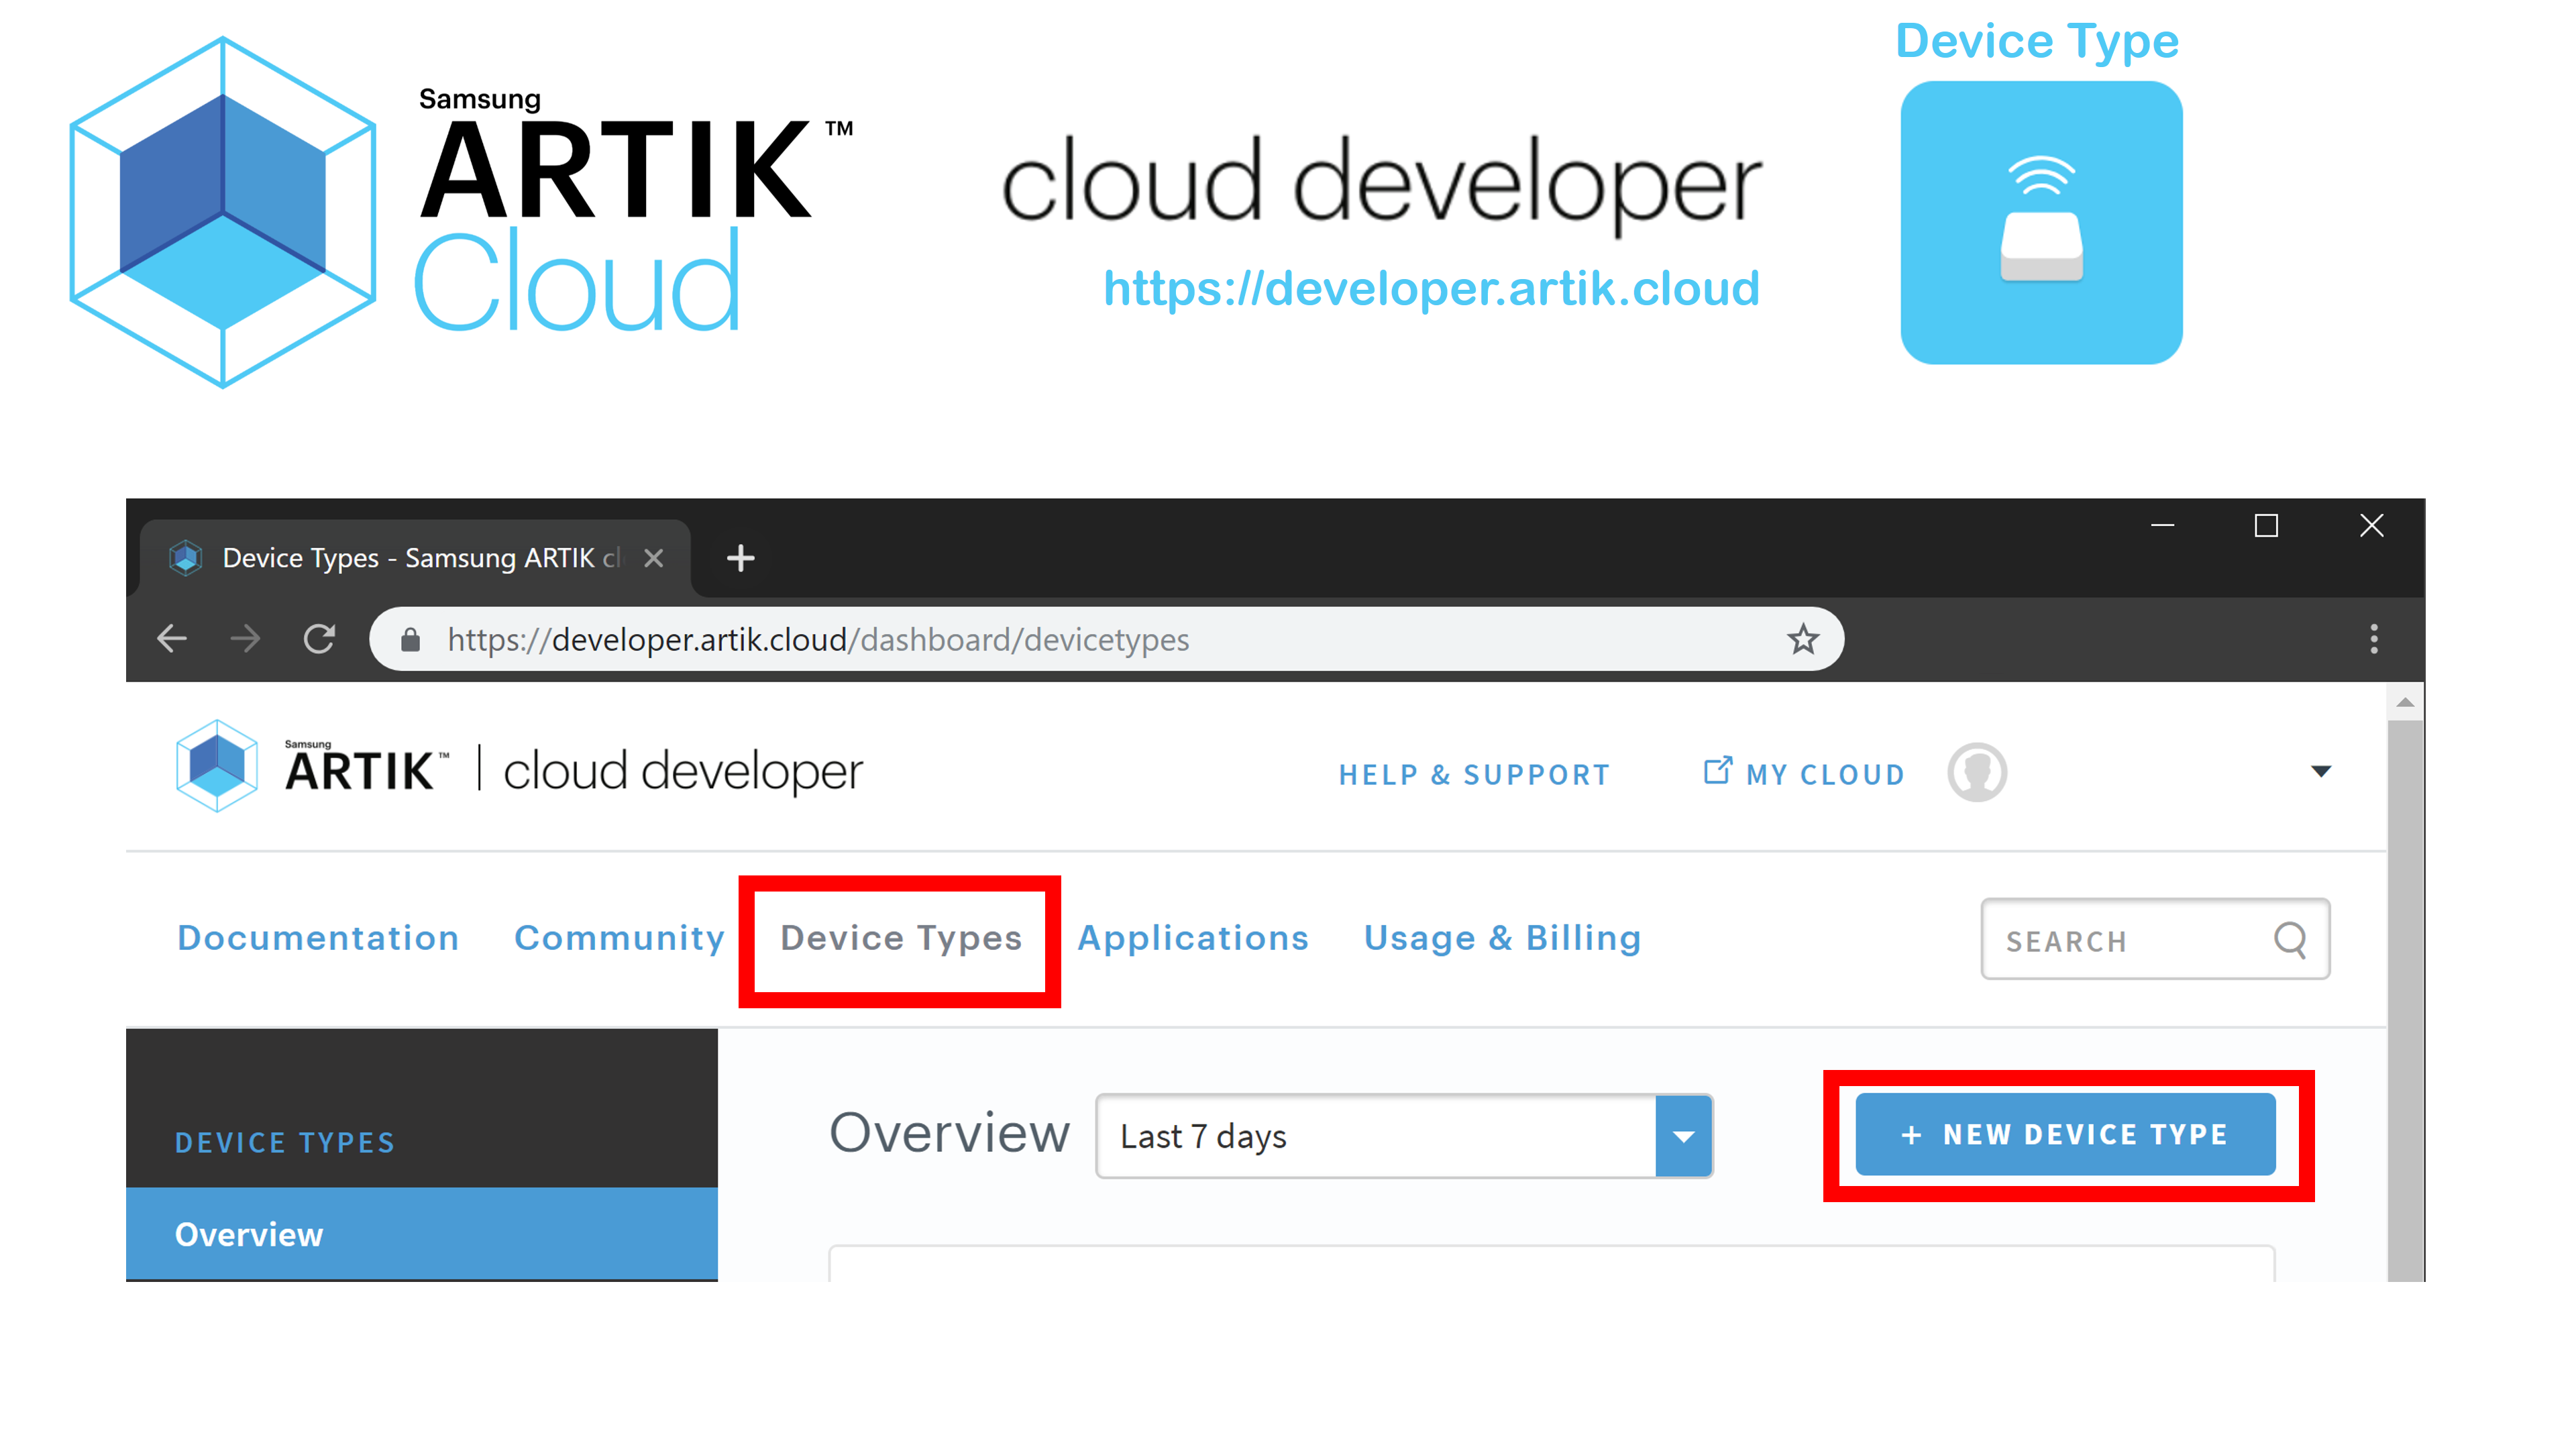 Device Type
Samsung
ARTIK™
Cloud
cloud developer
https://developer.artik.cloud
Device Types - Samsung ARTIK cl
https://developer.artik.cloud/dashboard/devicetypes
Samsung
ARTIK™ | cloud developer
HELP & SUPPORT
MY CLOUD
Documentation
Community
Device Types
Applications
Usage & Billing
SEARCH
DEVICE TYPES
Overview
Overview
Last 7 days
+ NEW DEVICE TYPE